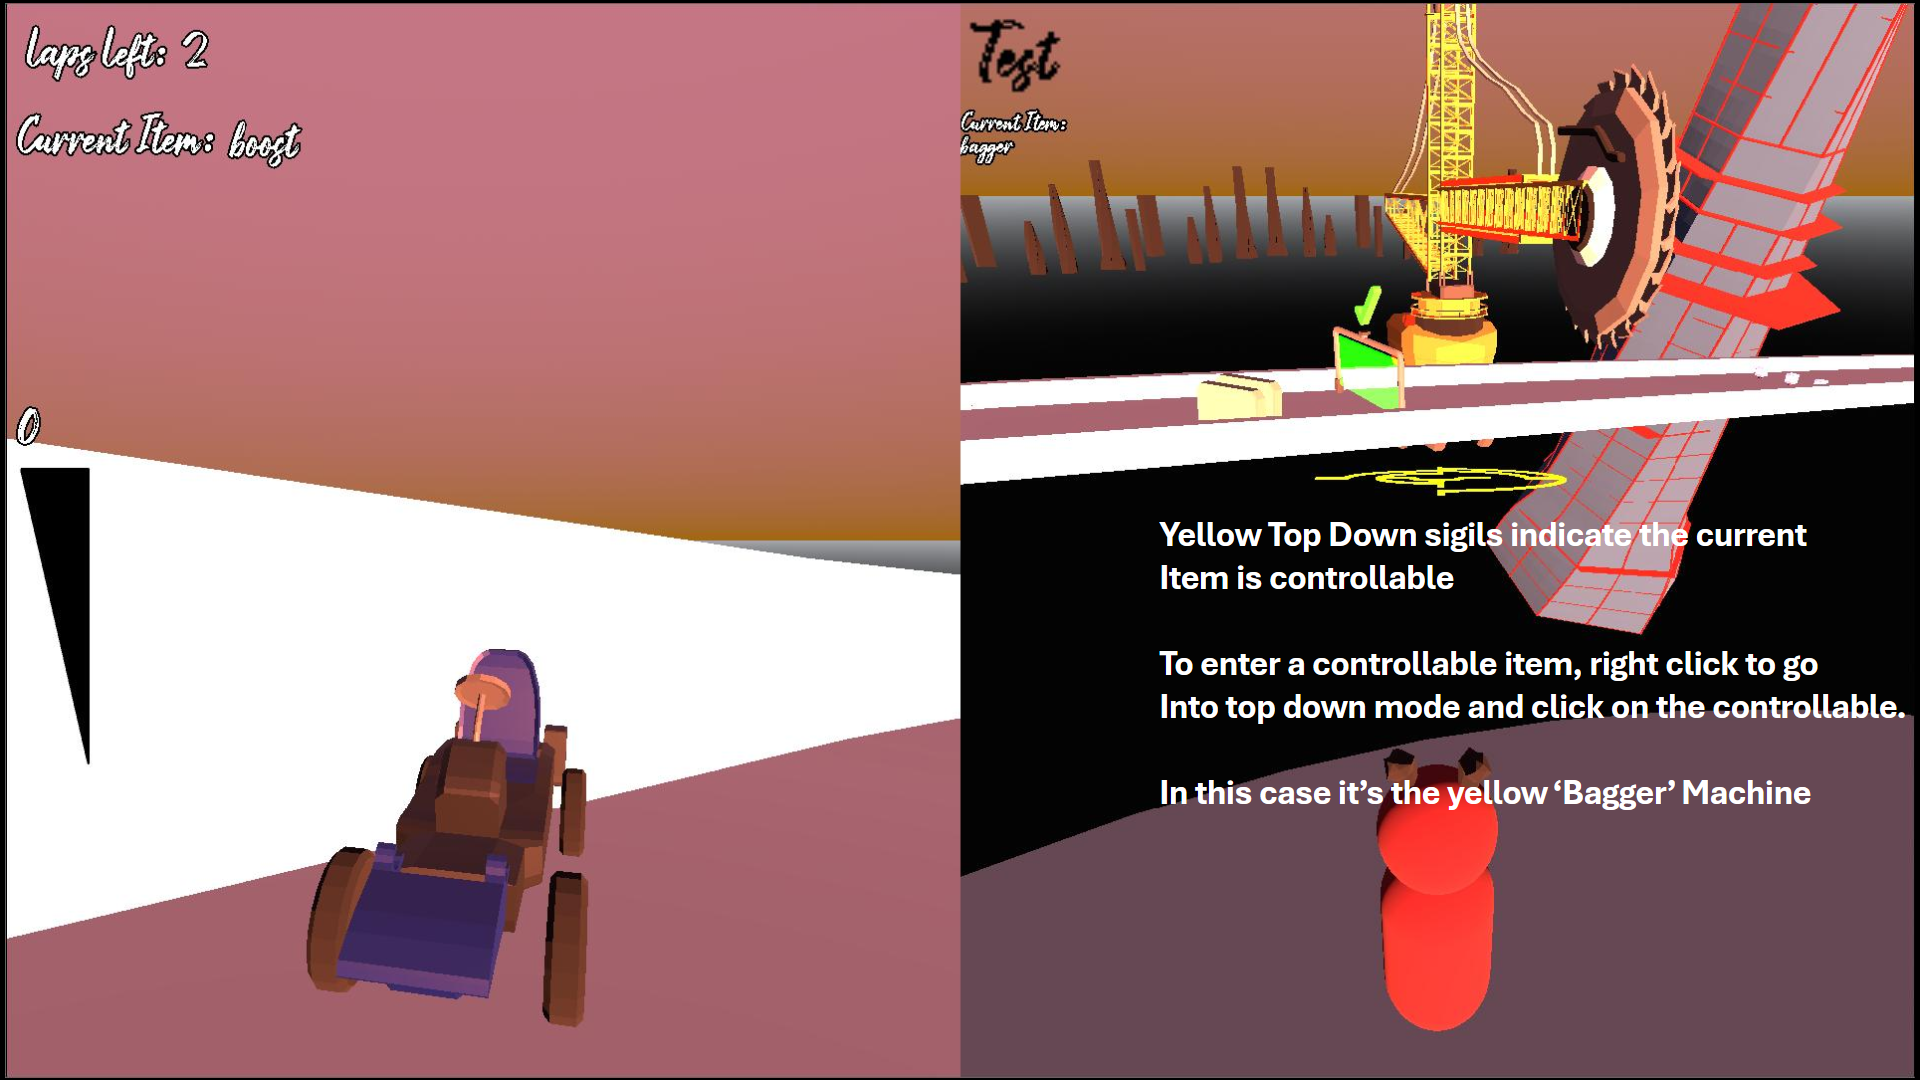 laps left: 2
Current Item: boost
0
Test
Current Item:
bagger
Yellow Top Down sigils indicate the current
Item is controllable
To enter a controllable item, right click to go
Into top down mode and click on the controllable.
In this case it’s the yellow ‘Bagger’ Machine